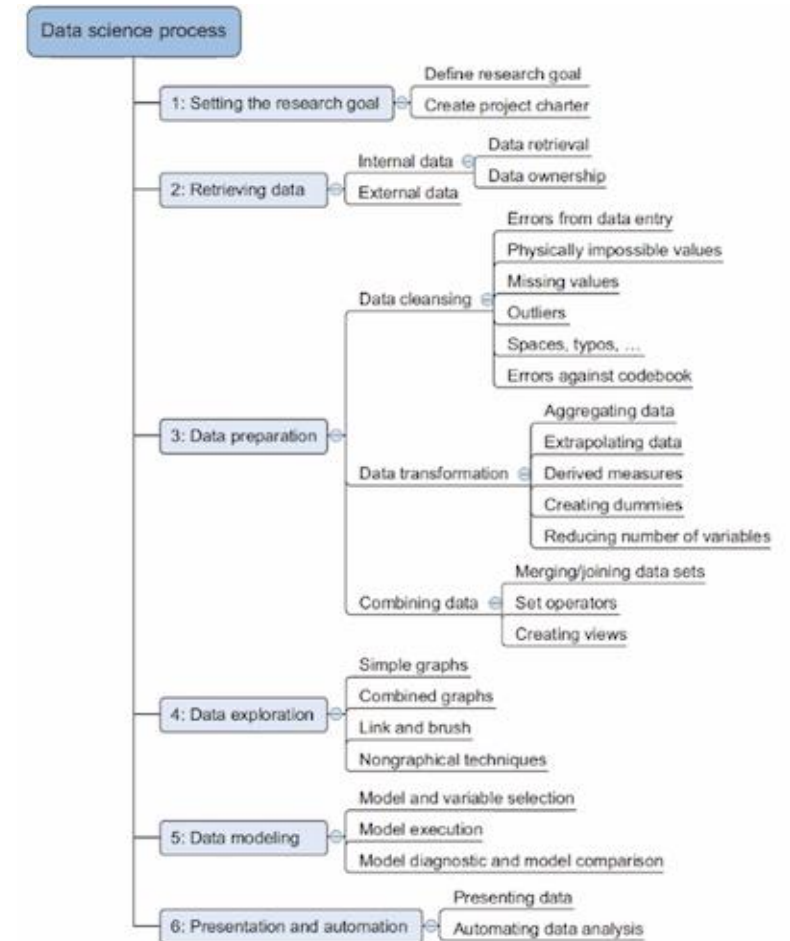 Data science process
1: Setting the research goal
Define research goal
Create project charter
2: Retrieving data
Internal data
Data retrieval
Data ownership
External data
3: Data preparation
Data cleansing
Errors from data entry
Physically impossible values
Missing values
Outliers
Spaces, typos, ...
Errors against codebook
Data transformation
Aggregating data
Extrapolating data
Derived measures
Creating dummies
Reducing number of variables
Combining data
Merging/joining data sets
Set operators
Creating views
4: Data exploration
Simple graphs
Combined graphs
Link and brush
Nongraphical techniques
5: Data modeling
Model and variable selection
Model execution
Model diagnostic and model comparison
6: Presentation and automation
Presenting data
Automating data analysis